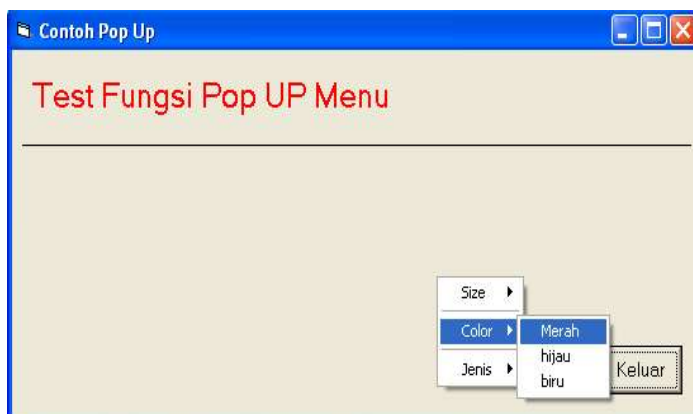 Contoh Pop Up
Test Fungsi Pop UP Menu
Size
Color
Merah
hijau
Jenis
biru
Keluar